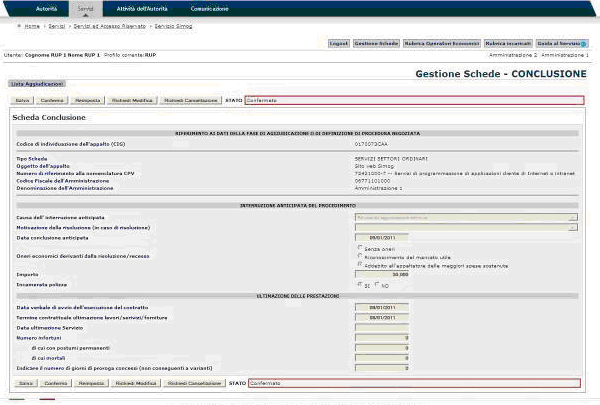 Autorità Servizi Attività dell'Autorità Comunicazione
Home > Servizi > Servizi ad Accesso Riservato > Servizio Simog
Logout Gestione Schede Rubrica Operatori Economici Rubrica Incaricati Guida al Servizio
Utente: Cognome RUP 1 Nome RUP 1 Profilo corrente: RUP Amministrazione 2 Amministrazione 1
Gestione Schede - CONCLUSIONE
Lista Aggiudicazioni
Salva Conferma Reimposta Richiedi Modifica Richiedi Cancellazione STATO Confermato
Scheda Conclusione
RIFERIMENTO AI DATI DELLA FASE DI AGGIUDICAZIONE O DI DEFINIZIONE DI PROCEDURA NEGOZIATA
Codice di individuazione dell'appalto (CIG) 0170073CAA
Tipo Scheda SERVIZI SETTORI ORDINARI
Oggetto dell'appalto Sito web Simog
Numero di riferimento alla nomenclatura CPV 72421000-7 -- Servizi di programmazione di applicazioni cliente di Internet o Intranet
Codice Fiscale dell'Amministrazione 96771101000
Denominazione dell'Amministrazione Amministrazione 1
INTERRUZIONE ANTICIPATA DEL PROCEDIMENTO
Causa dell' interruzione anticipata
Motivazione della risoluzione (in caso di risoluzione)
Data conclusione anticipata 09/01/2011
Senza oneri
Oneri economici derivanti dalla risoluzione/recesso Riconoscimento del mancato utile
Addebito all'appaltatore delle maggiori spese sostenute
Importo 50,000
Incamerata polizza SI NO
ULTIMAZIONE DELLE PRESTAZIONI
Data verbale di avvio dell'esecuzione del contratto 09/01/2011
Termine contrattuale ultimazione lavori/servizi/forniture 08/01/2011
Data ultimazione Servizio
Numero infortuni 0
di cui con postumi permanenti 0
di cui mortali 0
Indicare il numero di giorni di proroga concessi (non conseguenti a varianti) 0
Salva Conferma Reimposta Richiedi Modifica Richiedi Cancellazione STATO Confermato